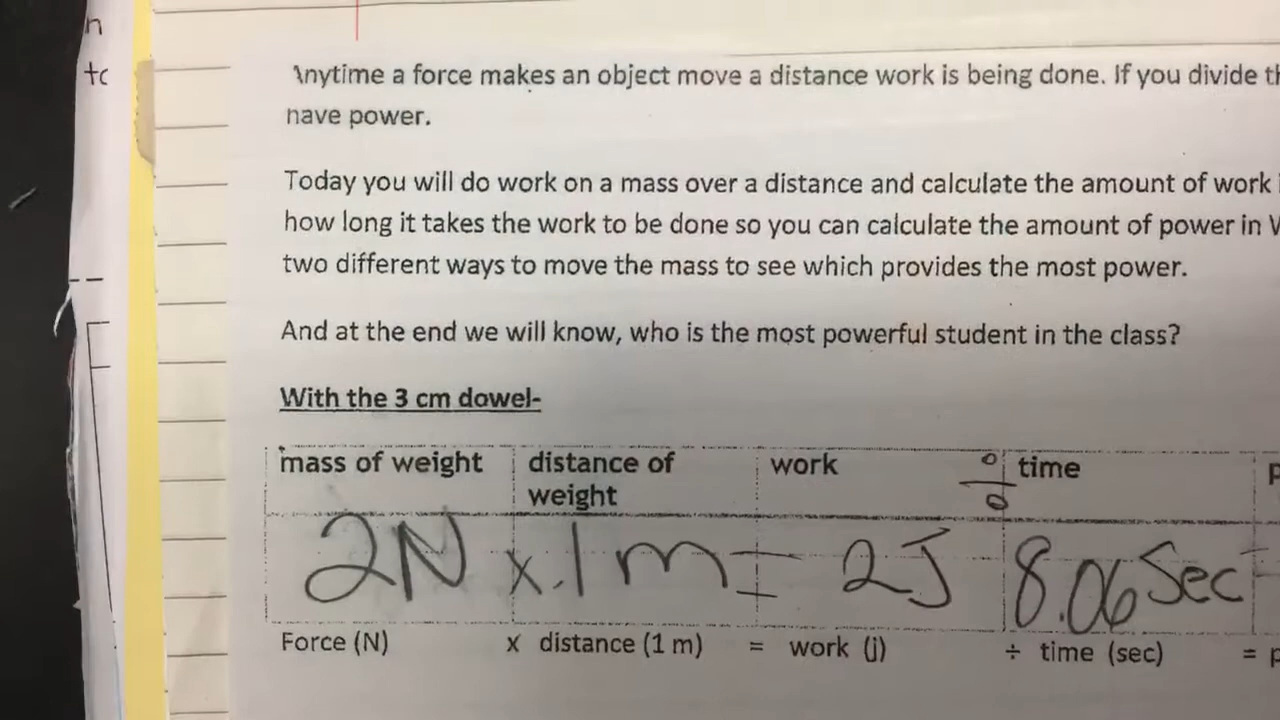 n
to
Anytime a force makes an object move a distance work is being done. If you divide th
have power.
Today you will do work on a mass over a distance and calculate the amount of work
how long it takes the work to be done so you can calculate the amount of power in
two different ways to move the mass to see which provides the most power.
And at the end we will know, who is the most powerful student in the class?
With the 3 cm dowel-
mass of weight distance of weight work ÷ time p
2N x 1m = 2J 8.06 Sec =
Force (N) x distance (1 m) = work (j) ÷ time (sec) = p